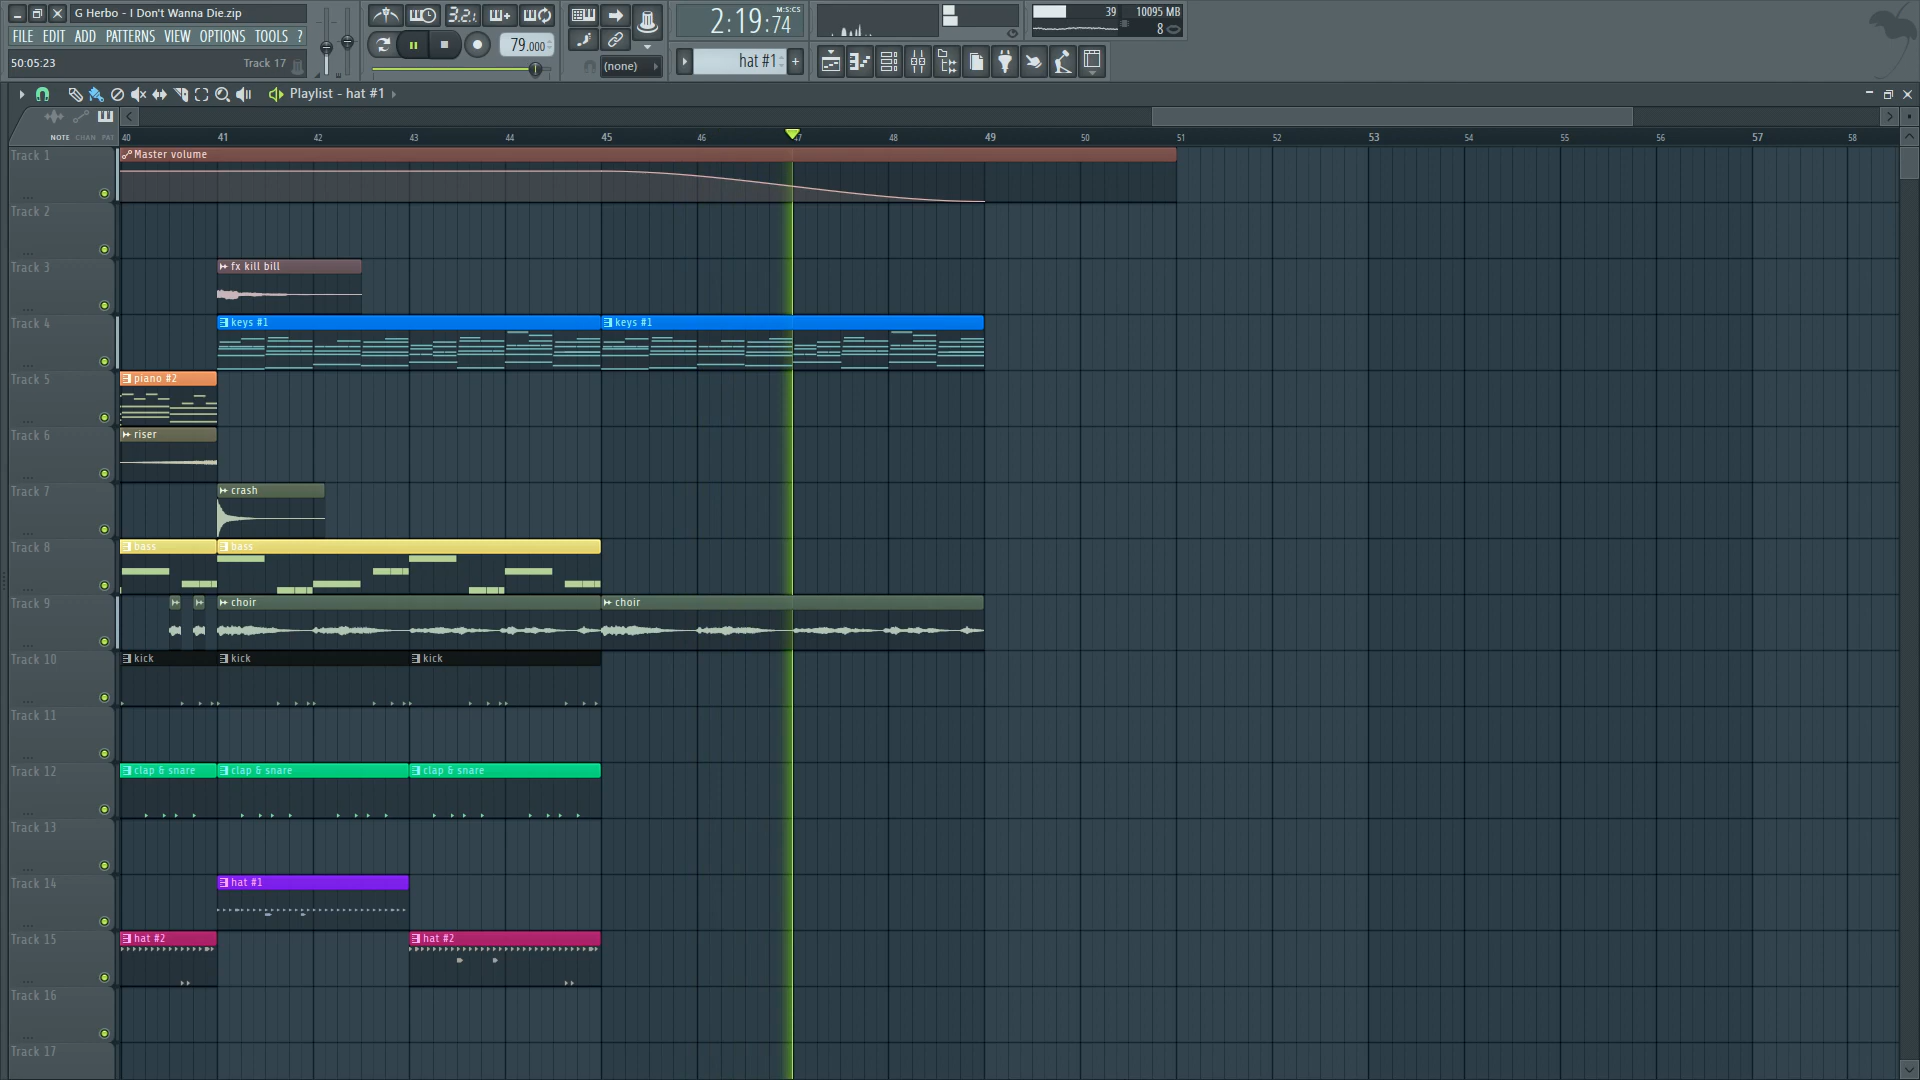 G Herbo - I Don't Wanna Die.zip
FILE EDIT ADD PATTERNS VIEW OPTIONS TOOLS ?
50:05:23 Track 17
3.2.
79.000
(none)
2:19:74
M:S:CS
hat #1
39
10095 MB
8
Playlist - hat #1
NOTE CHAN PAT
40 41 42 43 44 45 46 47 48 49 50 51 52 53 54 55 56 57 58
Track 1
Master volume
Track 2
Track 3
fx kill bill
Track 4
keys #1 keys #1
Track 5
piano #2
Track 6
riser
Track 7
crash
Track 8
bass bass
Track 9
choir choir
Track 10
kick kick kick
Track 11
Track 12
clap & snare clap & snare clap & snare
Track 13
Track 14
hat #1
Track 15
hat #2 hat #2
Track 16
Track 17